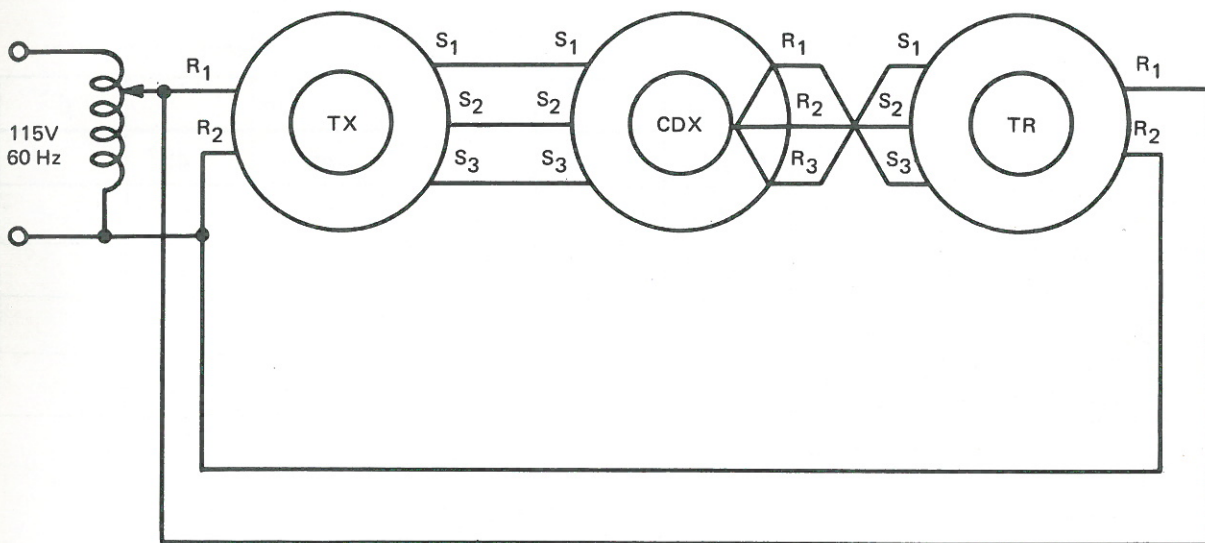 115V
60 Hz
R1
R2
TX
S1
S2
S3
S1
S2
S3
CDX
R1
R2
R3
S1
S2
S3
TR
R1
R2